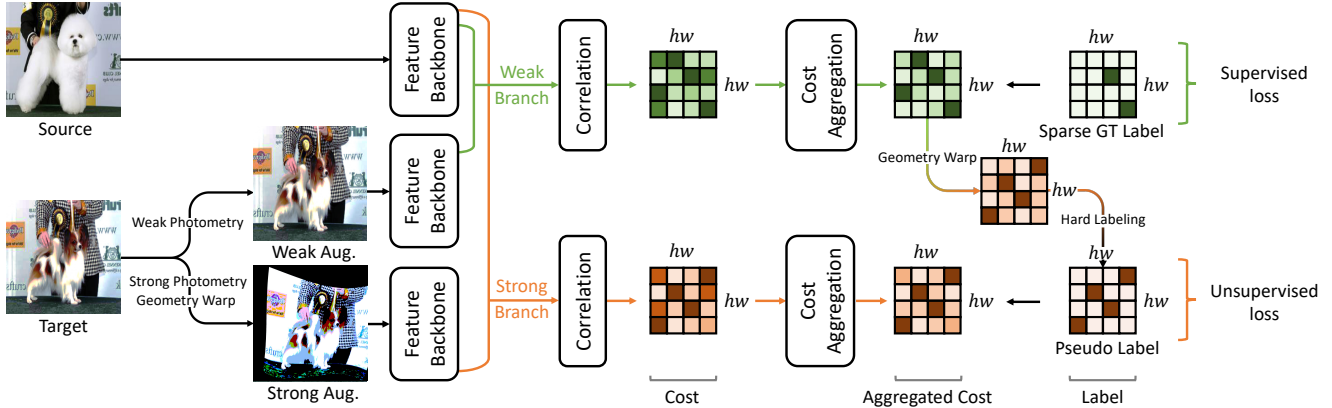 Source
Target
Weak Photometry
Strong Photometry
Geometry Warp
Weak Aug.
Strong Aug.
Feature
Backbone
Feature
Backbone
Feature
Backbone
Weak
Branch
Strong
Branch
Correlation
Correlation
hw
hw
hw
hw
Cost
Aggregation
Cost
Aggregation
hw
hw
hw
hw
Geometry Warp
hw
hw
Sparse GT Label
hw
hw
Hard Labeling
hw
hw
Pseudo Label
Supervised
loss
Unsupervised
loss
Cost
Aggregated Cost
Label